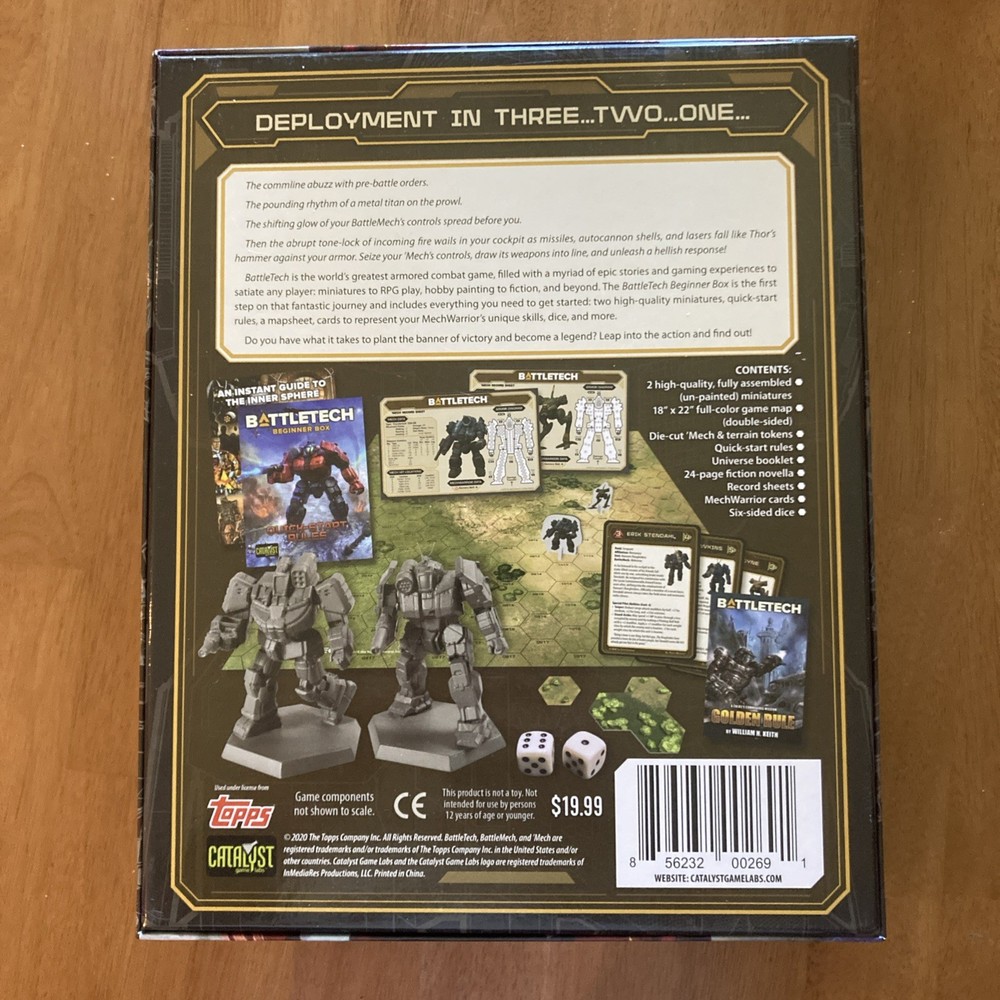 DEPLOYMENT IN THREE...TWO...ONE...
The commline abuzz with pre-battle orders.
The pounding rhythm of a metal titan on the prowl.
The shifting glow of your BattleMech's controls spread before you.
Then the abrupt tone-lock of incoming fire wails in your cockpit as missiles, autocannon shells, and lasers fall like Thor's
hammer against your armor. Seize your 'Mech's controls, draw its weapons into line, and unleash a hellish response!
BattleTech is the world's greatest armored combat game, filled with a myriad of epic stories and gaming experiences to
satiate any player: miniatures to RPG play, hobby painting to fiction, and beyond. The BattleTech Beginner Box is the first
step on that fantastic journey and includes everything you need to get started: two high-quality miniatures, quick-start
rules, a mapsheet, cards to represent your MechWarrior's unique skills, dice, and more.
Do you have what it takes to plant the banner of victory and become a legend? Leap into the action and find out!
AN INSTANT GUIDE TO
THE INNER SPHERE
BATTLETECH
BEGINNER BOX
QUICK-START
RULES
CATALYST
BATTLETECH
BATTLETECH
CONTENTS:
2 high-quality, fully assembled ●
(un-painted) miniatures
18" x 22" full-color game map ●
(double-sided)
Die-cut 'Mech & terrain tokens ●
Quick-start rules ●
Universe booklet ●
24-page fiction novella ●
Record sheets ●
MechWarrior cards ●
Six-sided dice ●
ERIK STENDAHL
BATTLETECH
GOLDEN RULE
BY WILLIAM H. KEITH
Used under license from
topps
CATALYST
game labs
Game components
not shown to scale.
CE
This product is not a toy. Not
intended for use by persons
12 years of age or younger.
$19.99
© 2020 The Topps Company Inc. All Rights Reserved. BattleTech, BattleMech, and 'Mech are
registered trademarks and/or trademarks of The Topps Company Inc. in the United States and/or
other countries. Catalyst Game Labs and the Catalyst Game Labs logo are registered trademarks of
InMediaRes Productions, LLC. Printed in China.
8 56232 00269 1
WEBSITE: CATALYSTGAMELABS.COM